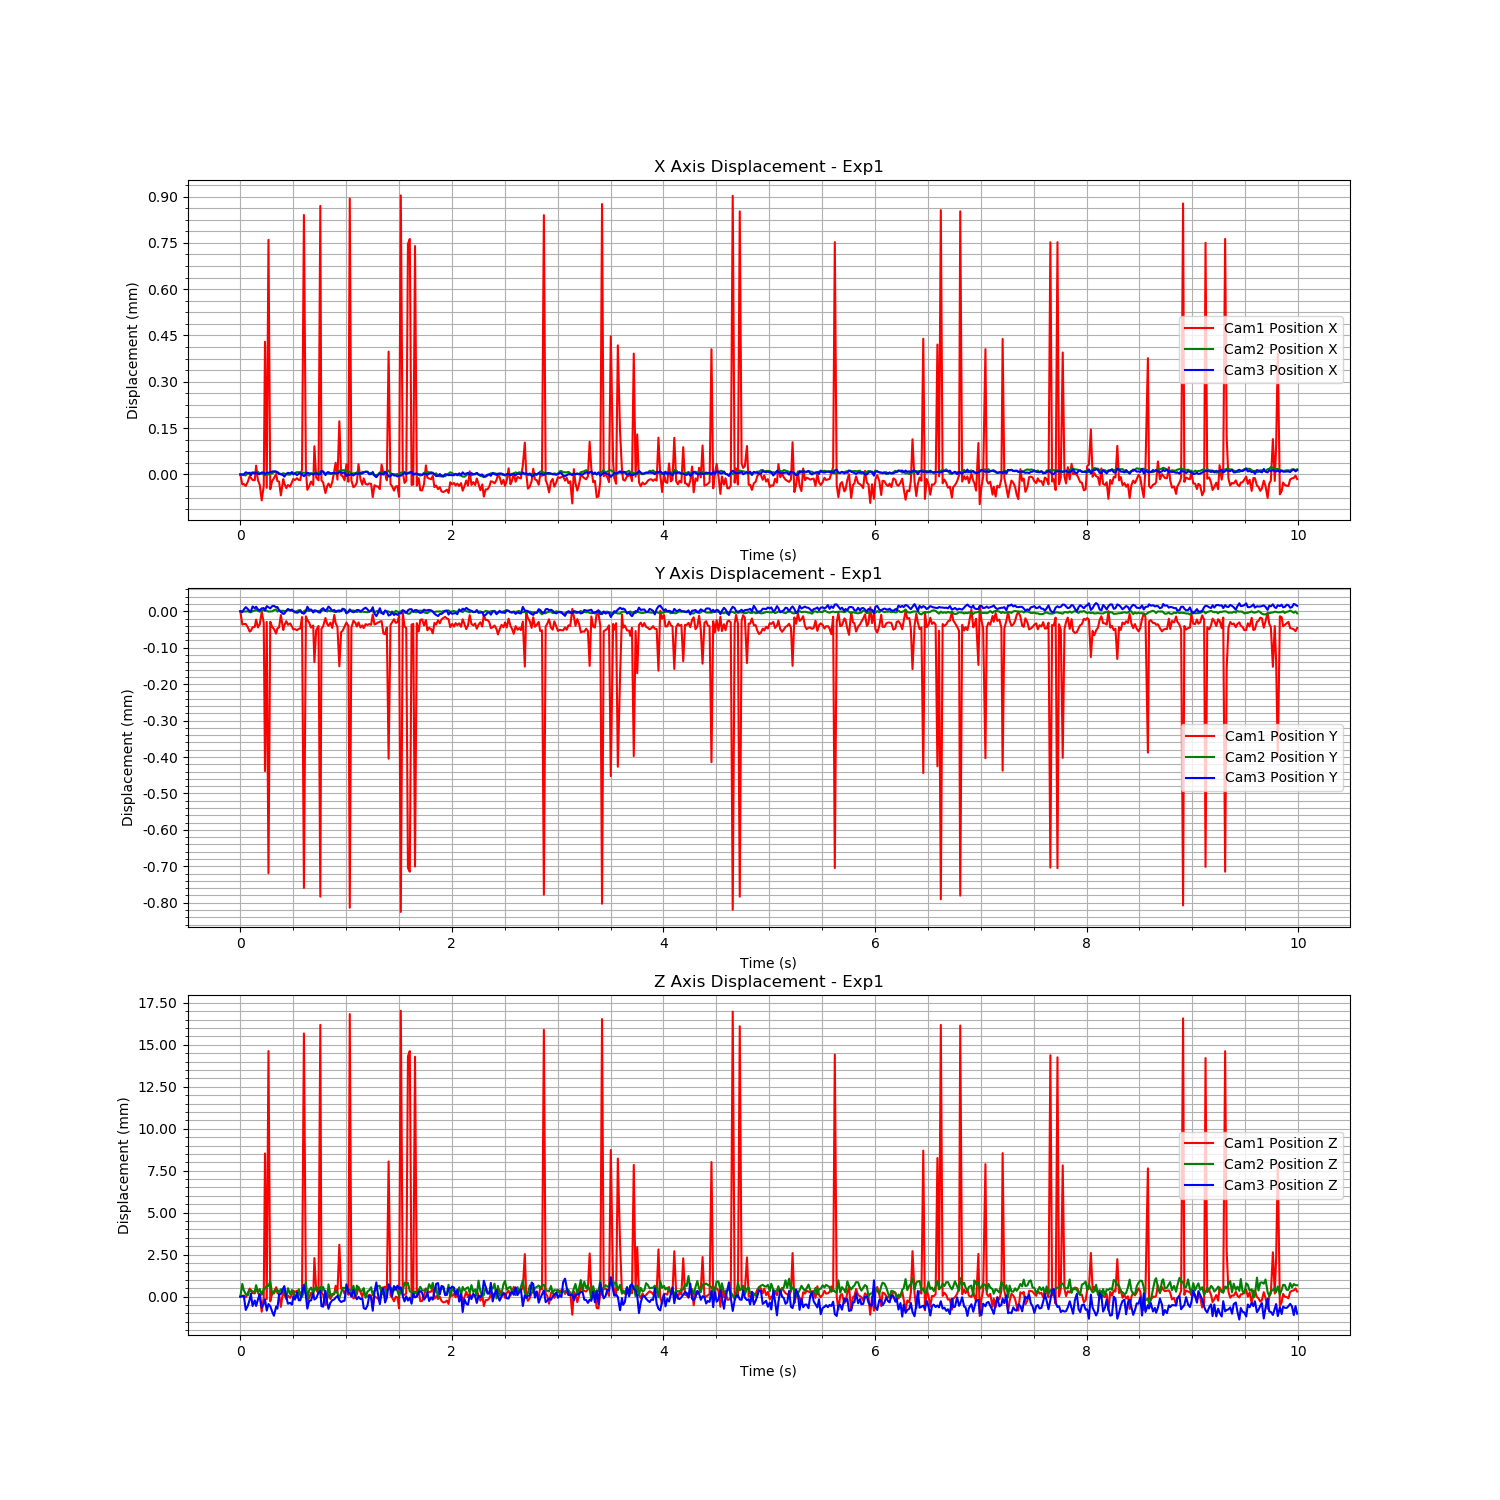 X Axis Displacement - Exp1
0.90
0.75
0.60
0.45
0.30
0.15
0.00
Displacement (mm)
Cam1 Position X
Cam2 Position X
Cam3 Position X
0 2 4 6 8 10
Time (s)
Y Axis Displacement - Exp1
0.00
-0.10
-0.20
-0.30
-0.40
-0.50
-0.60
-0.70
-0.80
Displacement (mm)
Cam1 Position Y
Cam2 Position Y
Cam3 Position Y
0 2 4 6 8 10
Time (s)
Z Axis Displacement - Exp1
17.50
15.00
12.50
10.00
7.50
5.00
2.50
0.00
Displacement (mm)
Cam1 Position Z
Cam2 Position Z
Cam3 Position Z
0 2 4 6 8 10
Time (s)